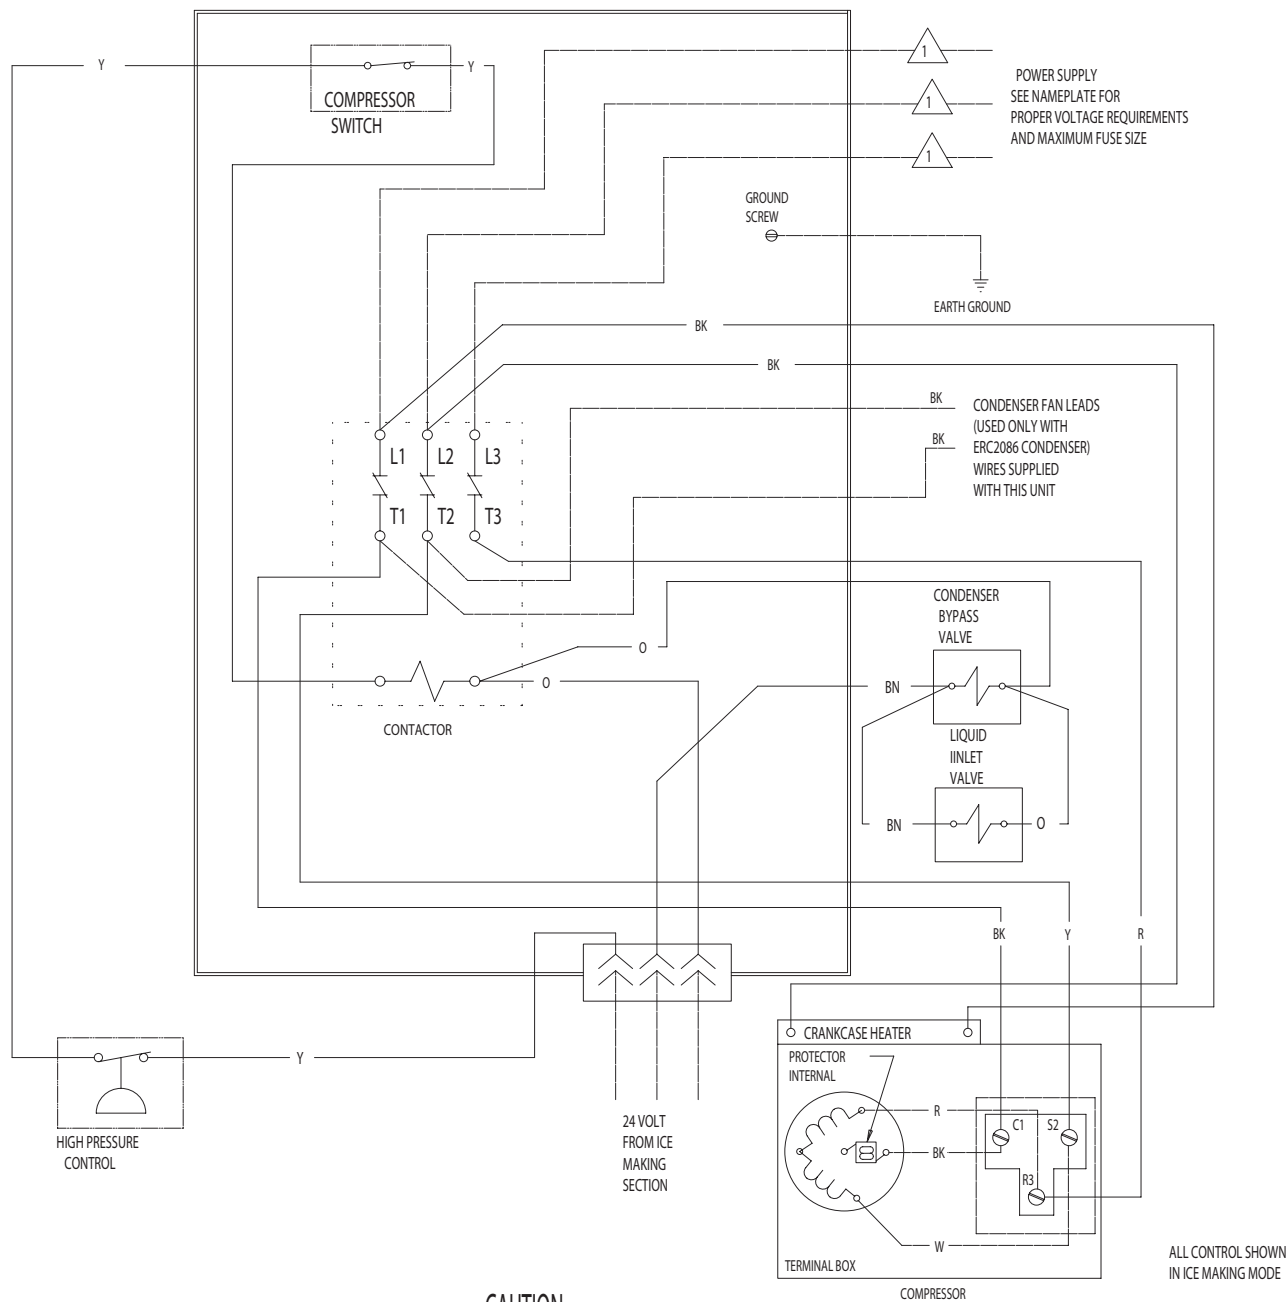 Y
Y
COMPRESSOR
SWITCH
1
1
1
POWER SUPPLY
SEE NAMEPLATE FOR
PROPER VOLTAGE REQUIREMENTS
AND MAXIMUM FUSE SIZE
GROUND
SCREW
EARTH GROUND
BK
BK
BK
BK
CONDENSER FAN LEADS
(USED ONLY WITH
ERC2086 CONDENSER)
WIRES SUPPLIED
WITH THIS UNIT
L1 L2 L3
T1 T2 T3
O
O
CONTACTOR
CONDENSER
BYPASS
VALVE
BN
LIQUID
IINLET
VALVE
BN
O
BK
Y
R
Y
HIGH PRESSURE
CONTROL
24 VOLT
FROM ICE
MAKING
SECTION
CRANKCASE HEATER
PROTECTOR
INTERNAL
R
BK
W
C1
S2
R3
TERMINAL BOX
COMPRESSOR
ALL CONTROL SHOWN
IN ICE MAKING MODE
CAUTION